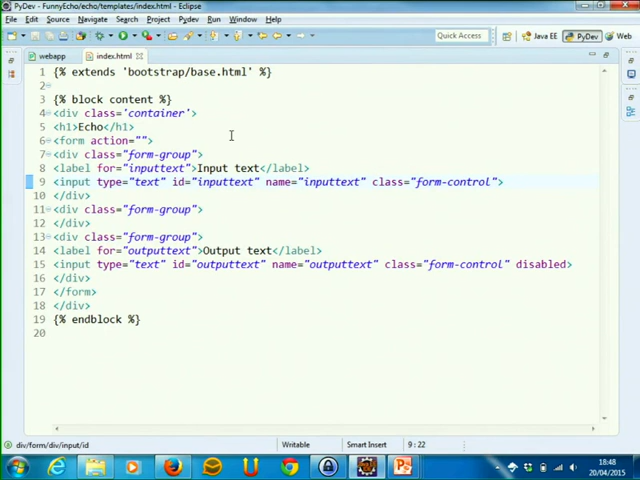 PyDev - FunnyEcho/echo/templates/index.html - Eclipse
File Edit Source Navigate Search Project PyDev Run Window Help
Quick Access
Java EE
PyDev
Web
webapp
index.html
1 {% extends 'bootstrap/base.html' %}
2
3 {% block content %}
4 <div class='container'>
5 <h1>Echo</h1>
6 <form action="">
7 <div class="form-group">
8 <label for="inputtext">Input text</label>
9 <input type="text" id="inputtext" name="inputtext" class="form-control">
10 </div>
11 <div class="form-group">
12 </div>
13 <div class="form-group">
14 <label for="outputtext">Output text</label>
15 <input type="text" id="outputtext" name="outputtext" class="form-control" disabled>
16 </div>
17 </form>
18 </div>
19 {% endblock %}
20
div/form/div/input/id
Writable
Smart Insert
9 : 22
18:48
20/04/2015